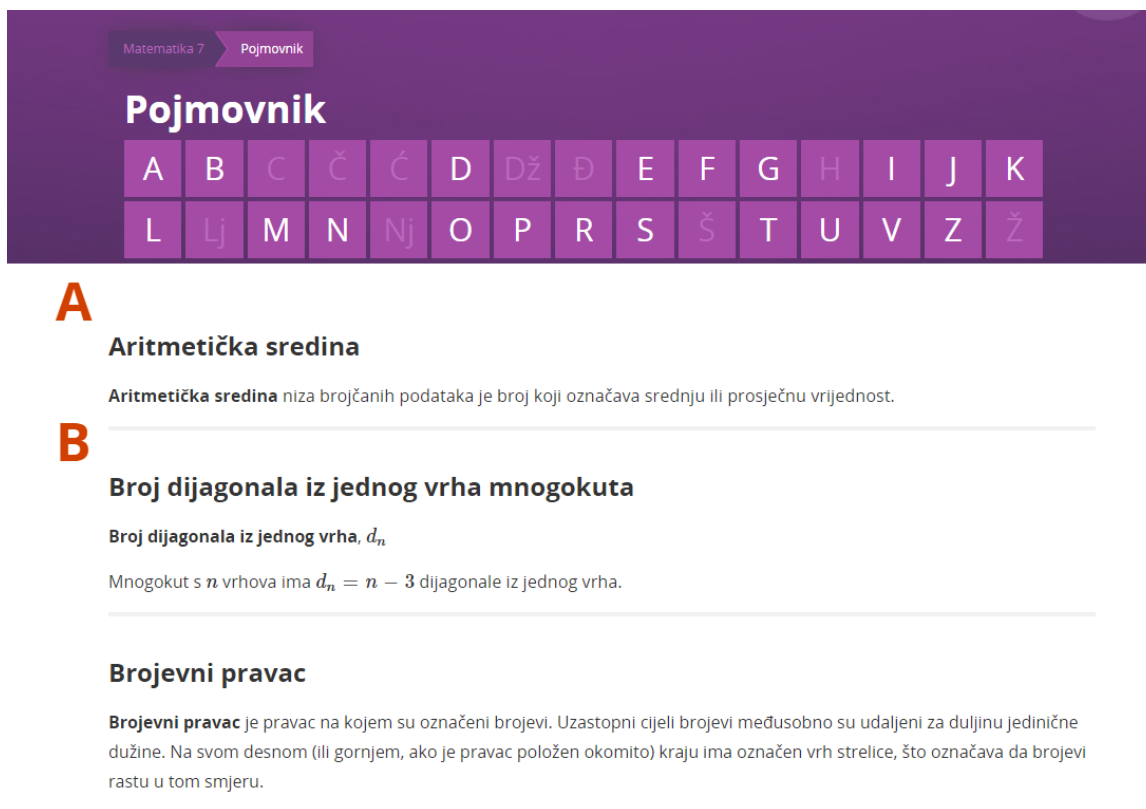 Matematika 7 Pojmovnik
Pojmovnik
A B C Č Ć D Dž Đ E F G H I J K
L Lj M N Nj O P R S Š T U V Z Ž
A
Aritmetička sredina
Aritmetička sredina niza brojčanih podataka je broj koji označava srednju ili prosječnu vrijednost.
B
Broj dijagonala iz jednog vrha mnogokuta
Broj dijagonala iz jednog vrha, dₙ
Mnogokut s n vrhova ima dₙ = n − 3 dijagonale iz jednog vrha.
Brojevni pravac
Brojevni pravac je pravac na kojem su označeni brojevi. Uzastopni cijeli brojevi međusobno su udaljeni za duljinu jedinične
dužine. Na svom desnom (ili gornjem, ako je pravac položen okomito) kraju ima označen vrh strelice, što označava da brojevi
rastu u tom smjeru.